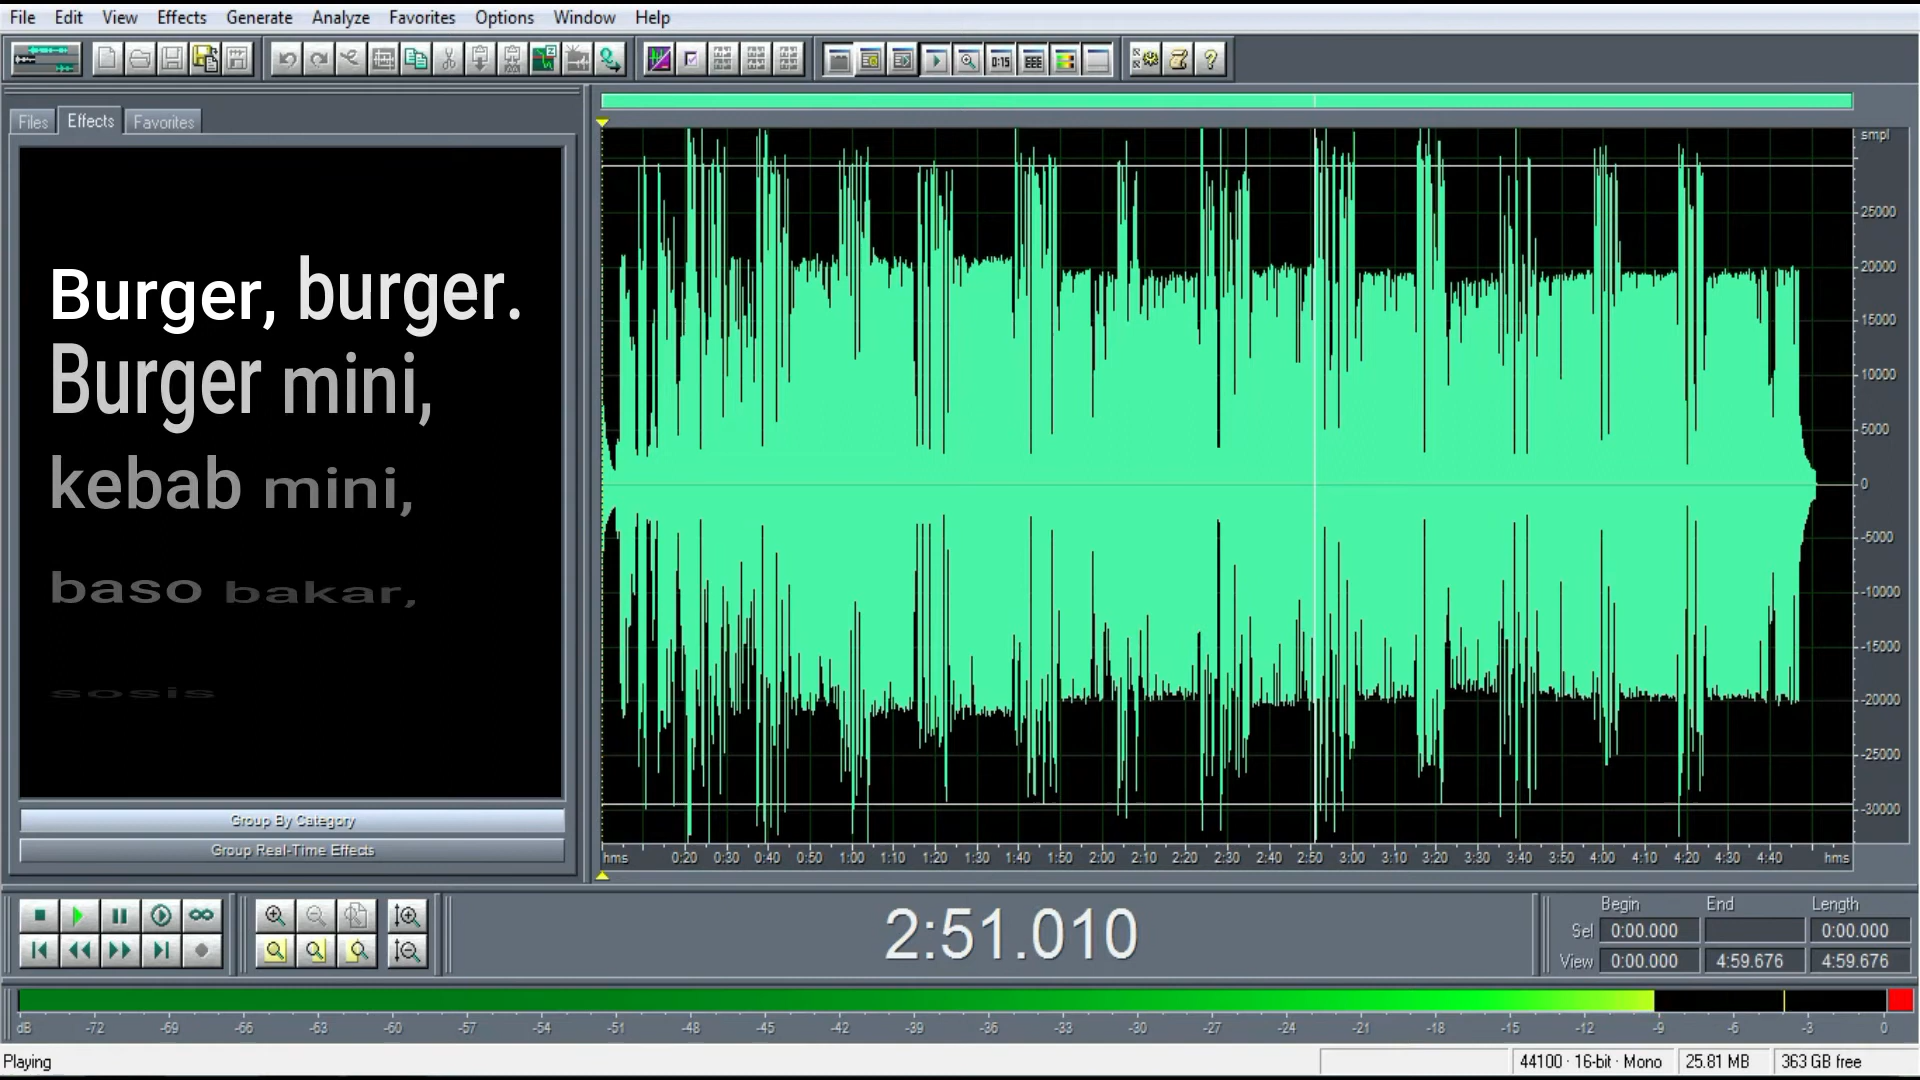 File Edit View Effects Generate Analyze Favorites Options Window Help
0:15
Files Effects Favorites
Burger, burger.
Burger mini,
kebab mini,
baso bakar,
sosis
Group By Category
Group Real-Time Effects
smpl
25000
20000
15000
10000
5000
0
-5000
-10000
-15000
-20000
-25000
-30000
hms 0:20 0:30 0:40 0:50 1:00 1:10 1:20 1:30 1:40 1:50 2:00 2:10 2:20 2:30 2:40 2:50 3:00 3:10 3:20 3:30 3:40 3:50 4:00 4:10 4:20 4:30 4:40 hms
2:51.010
Begin End Length
Sel 0:00.000 0:00.000
View 0:00.000 4:59.676 4:59.676
dB -72 -69 -66 -63 -60 -57 -54 -51 -48 -45 -42 -39 -36 -33 -30 -27 -24 -21 -18 -15 -12 -9 -6 -3 0
Playing 44100 · 16-bit · Mono 25.81 MB 363 GB free